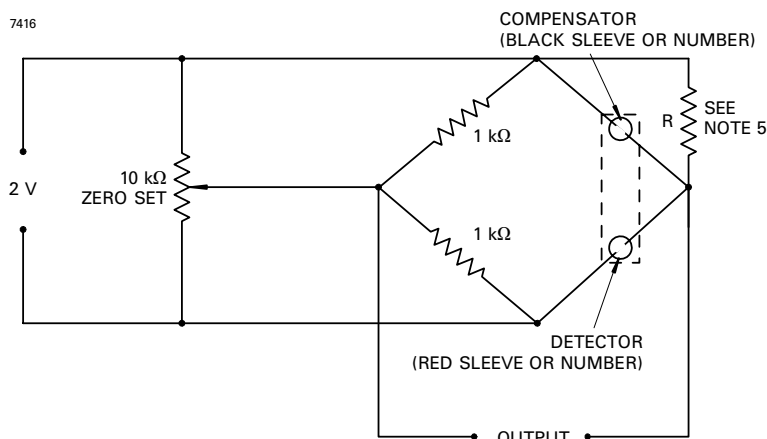 7416
COMPENSATOR
(BLACK SLEEVE OR NUMBER)
1 kΩ
R
SEE
NOTE 5
2 V
10 kΩ
ZERO SET
1 kΩ
DETECTOR
(RED SLEEVE OR NUMBER)
OUTPUT